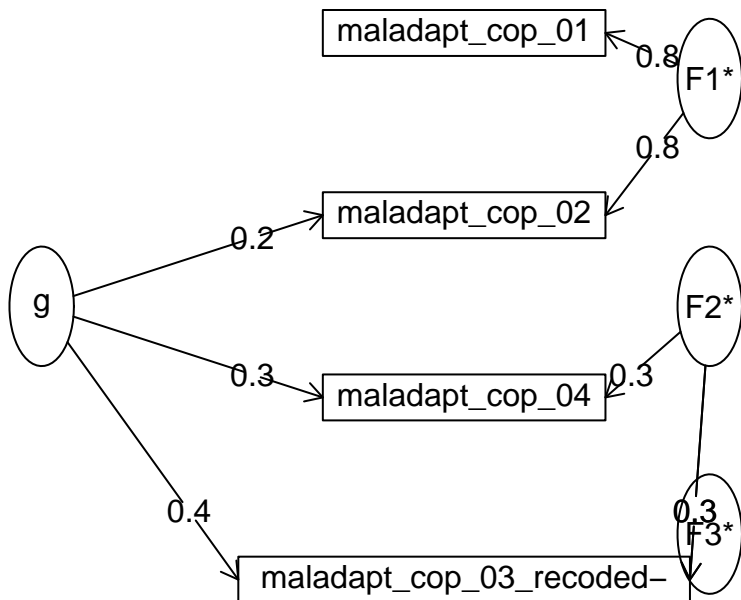 maladapt_cop_01
0.8
F1*
0.8
maladapt_cop_02
0.2
g
F2*
0.3
0.3
maladapt_cop_04
0.4
0.3
F3*
maladapt_cop_03_recoded−